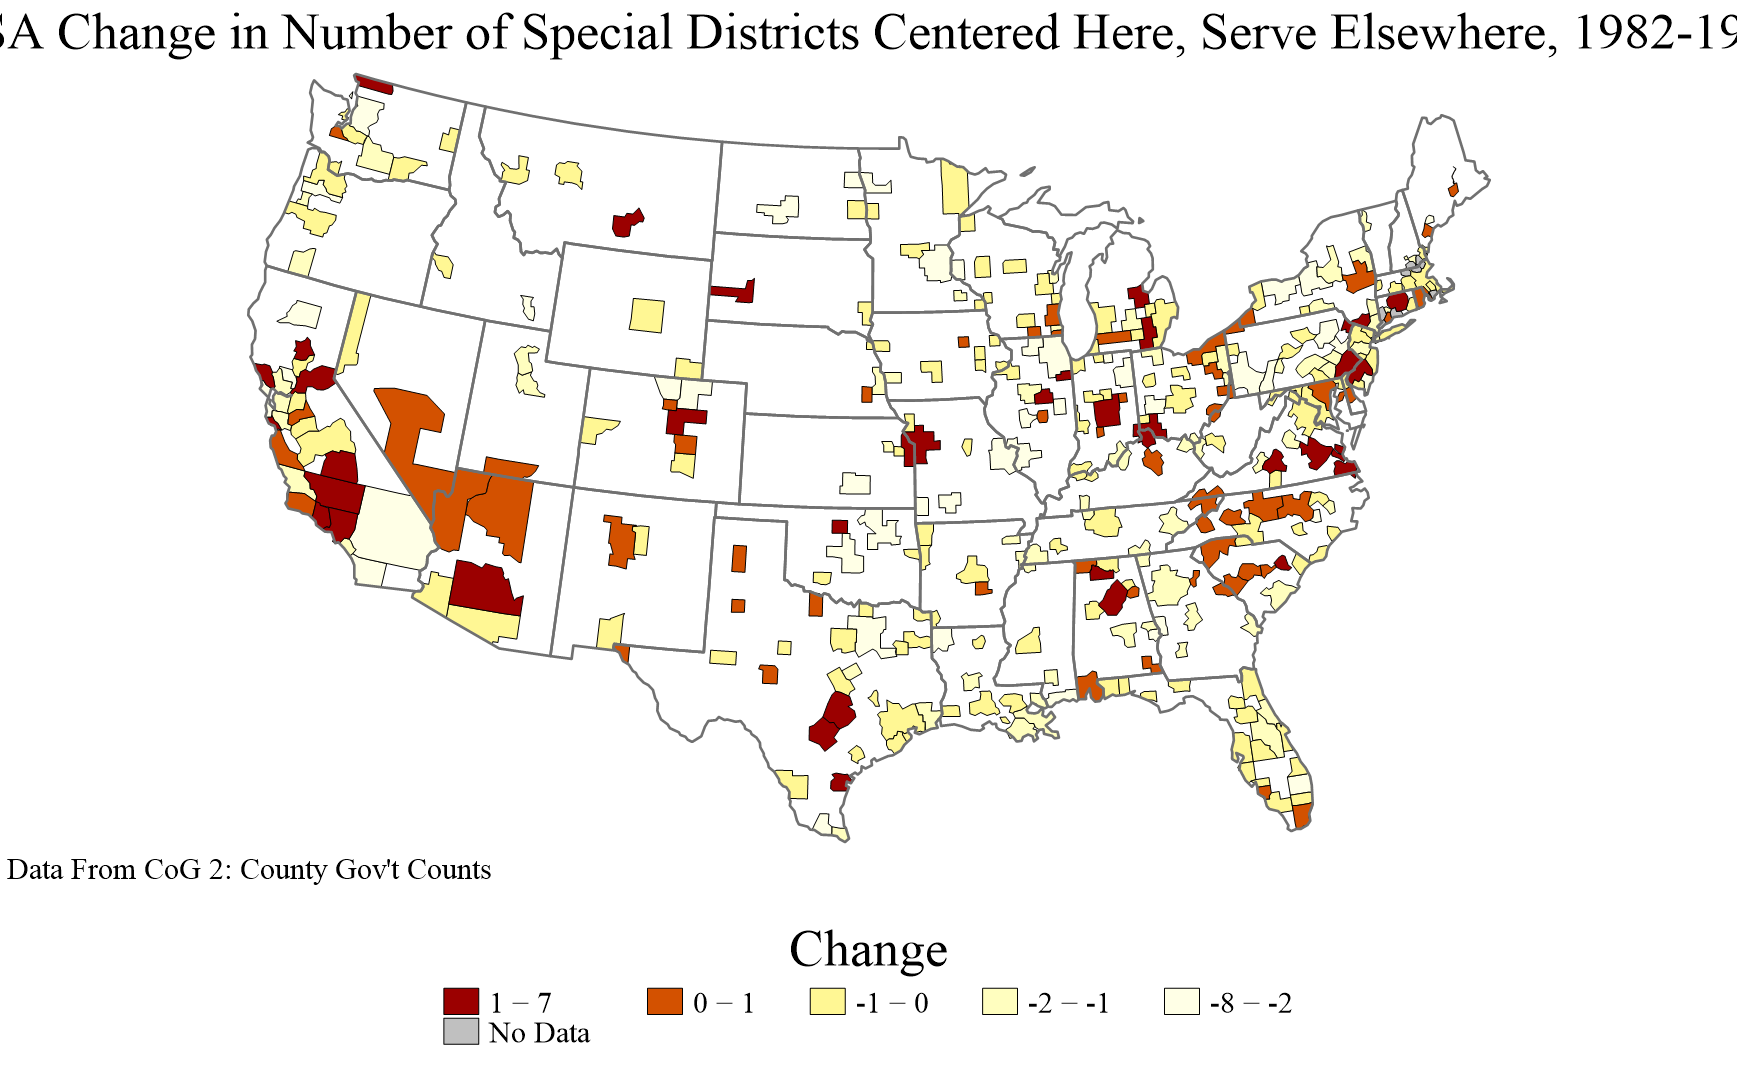 SA Change in Number of Special Districts Centered Here, Serve Elsewhere, 1982-19
Data From CoG 2: County Gov't Counts
Change
1 – 7
0 – 1
-1 – 0
-2 – -1
-8 – -2
No Data